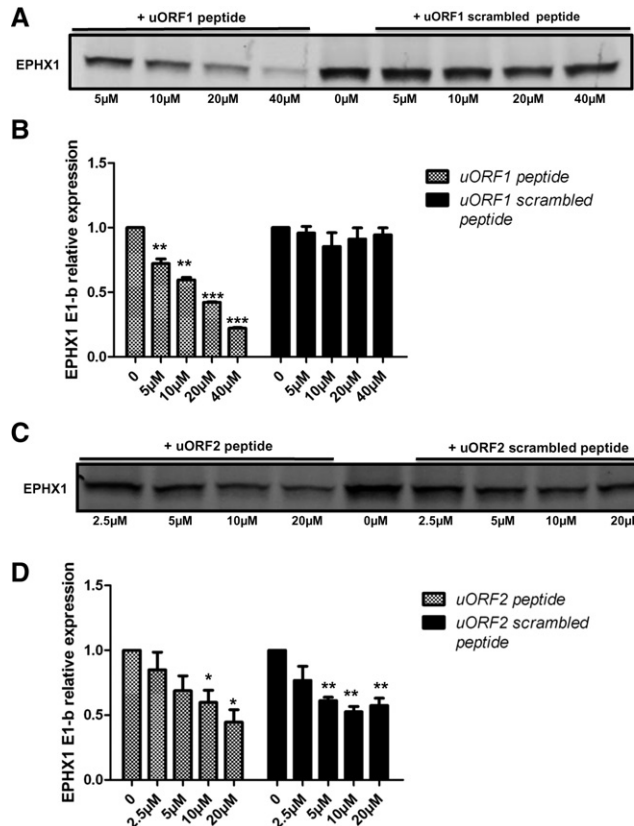 A
+ uORF1 peptide
+ uORF1 scrambled peptide
EPHX1
5µM 10µM 20µM 40µM 0µM 5µM 10µM 20µM 40µM
B
EPHX1 E1-b relative expression
1.5
1.0
0.5
0.0
** ** *** ***
0 5µM 10µM 20µM 40µM 0 5µM 10µM 20µM 40µM
uORF1 peptide
uORF1 scrambled
peptide
C
+ uORF2 peptide
+ uORF2 scrambled peptide
EPHX1
2.5µM 5µM 10µM 20µM 0µM 2.5µM 5µM 10µM 20µM
D
EPHX1 E1-b relative expression
1.5
1.0
0.5
0.0
* * ** ** **
0 2.5µM 5µM 10µM 20µM 0 2.5µM 5µM 10µM 20µM
uORF2 peptide
uORF2 scrambled
peptide